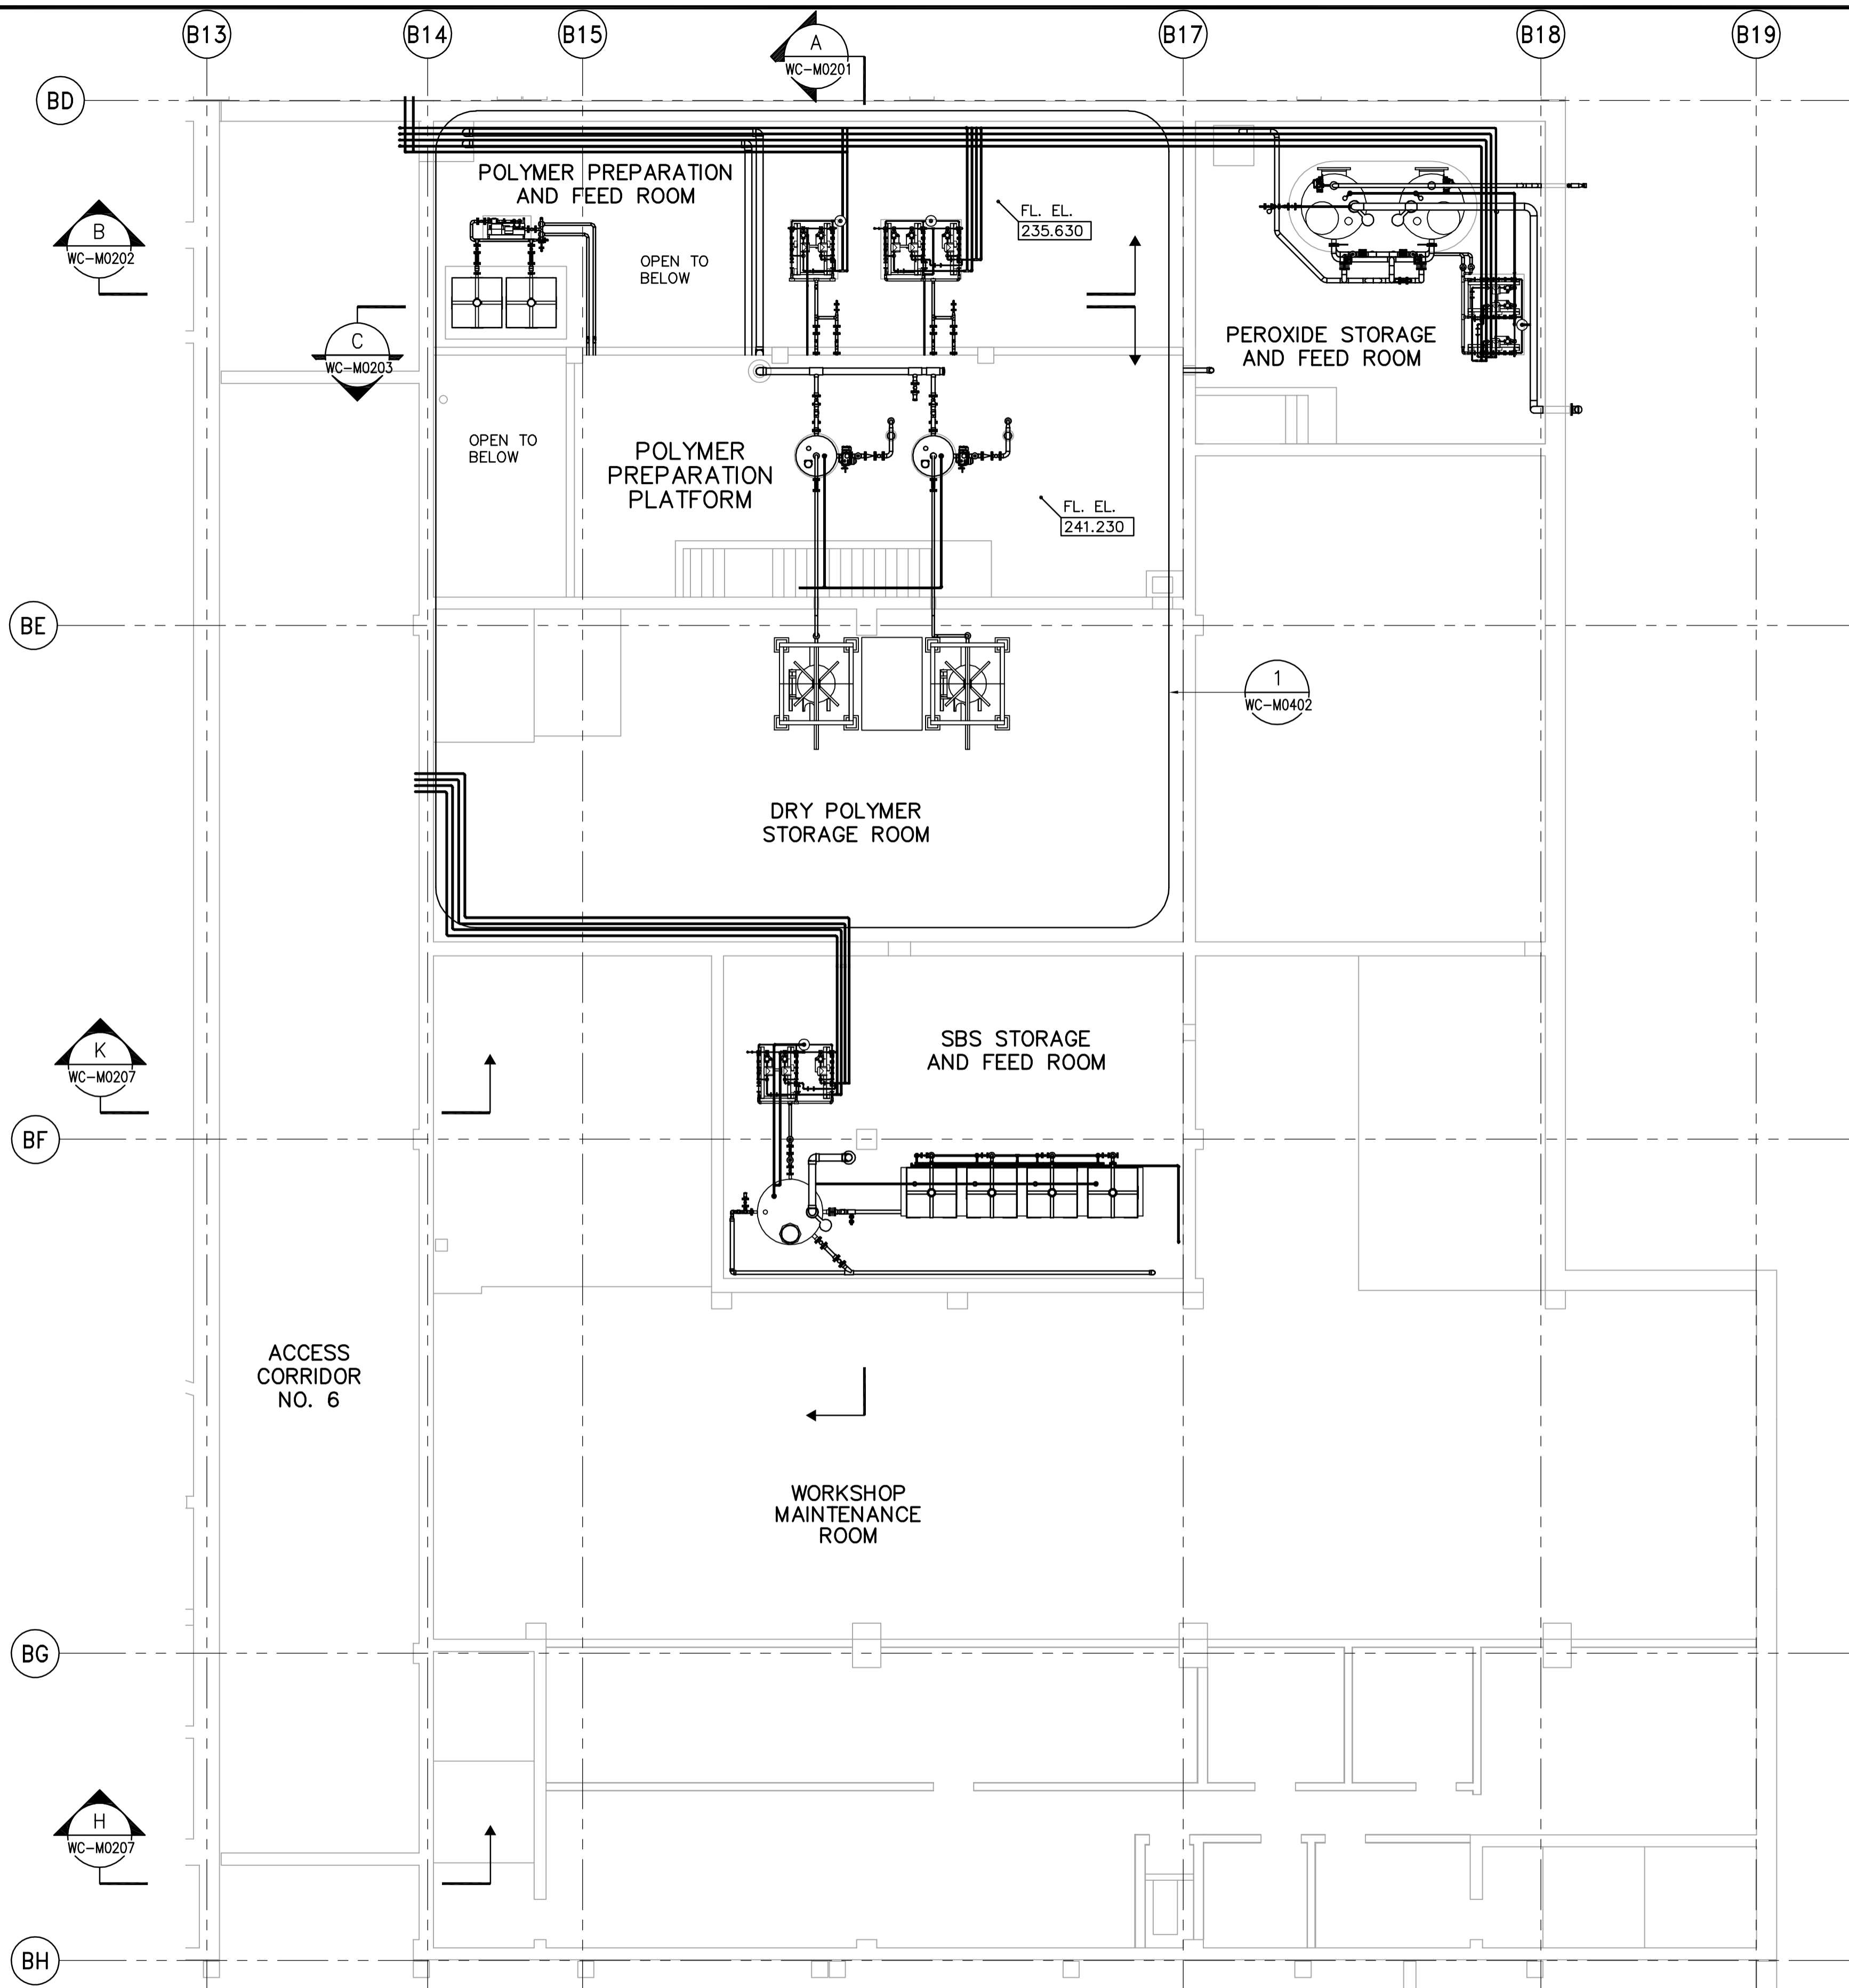 B13
B14
B15
A
WC-M0201
B17
B18
B19
BD
POLYMER PREPARATION
AND FEED ROOM
FL. EL.
235.630
B
WC-M0202
OPEN TO
BELOW
C
WC-M0203
PEROXIDE STORAGE
AND FEED ROOM
OPEN TO
BELOW
POLYMER
PREPARATION
PLATFORM
FL. EL.
241.230
BE
1
WC-M0402
DRY POLYMER
STORAGE ROOM
K
WC-M0207
SBS STORAGE
AND FEED ROOM
BF
ACCESS
CORRIDOR
NO. 6
WORKSHOP
MAINTENANCE
ROOM
BG
H
WC-M0207
BH